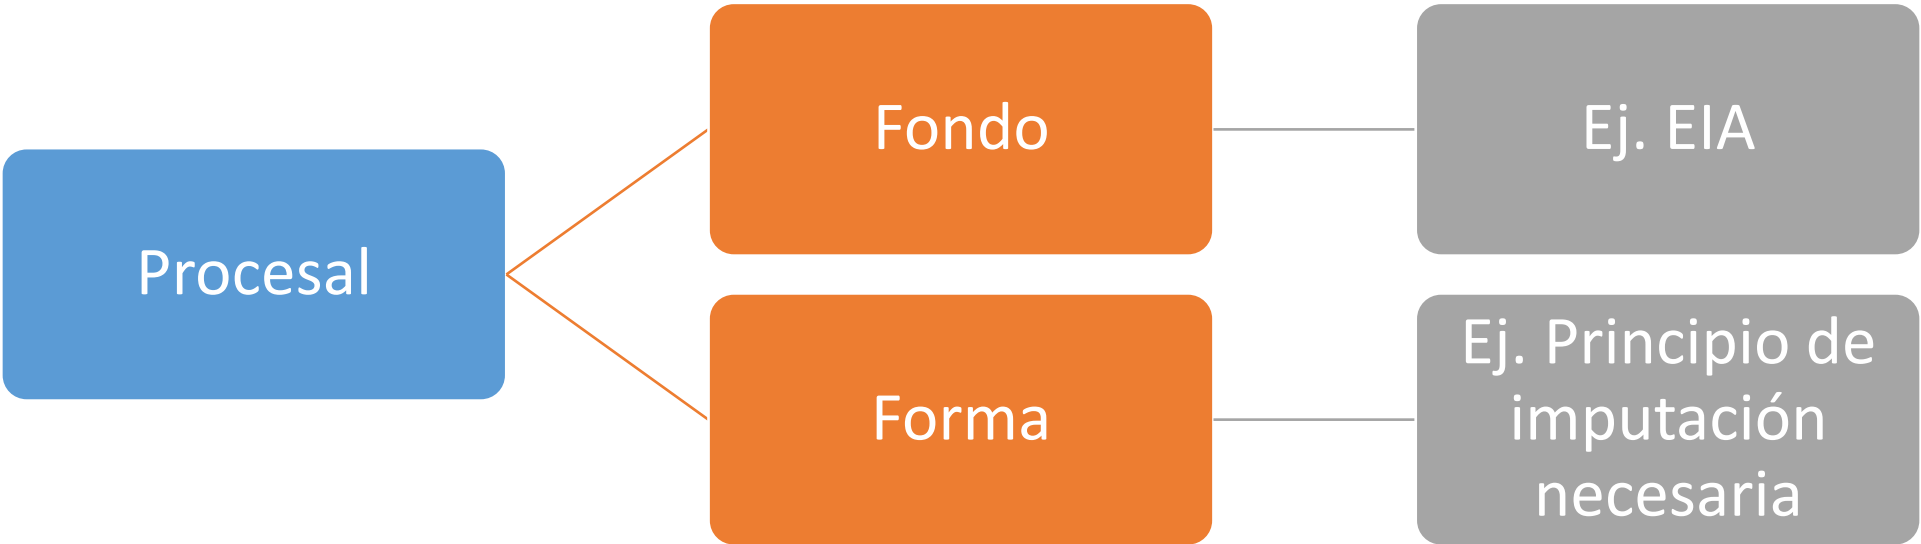 Procesal
Fondo
Ej. EIA
Forma
Ej. Principio de
imputación
necesaria